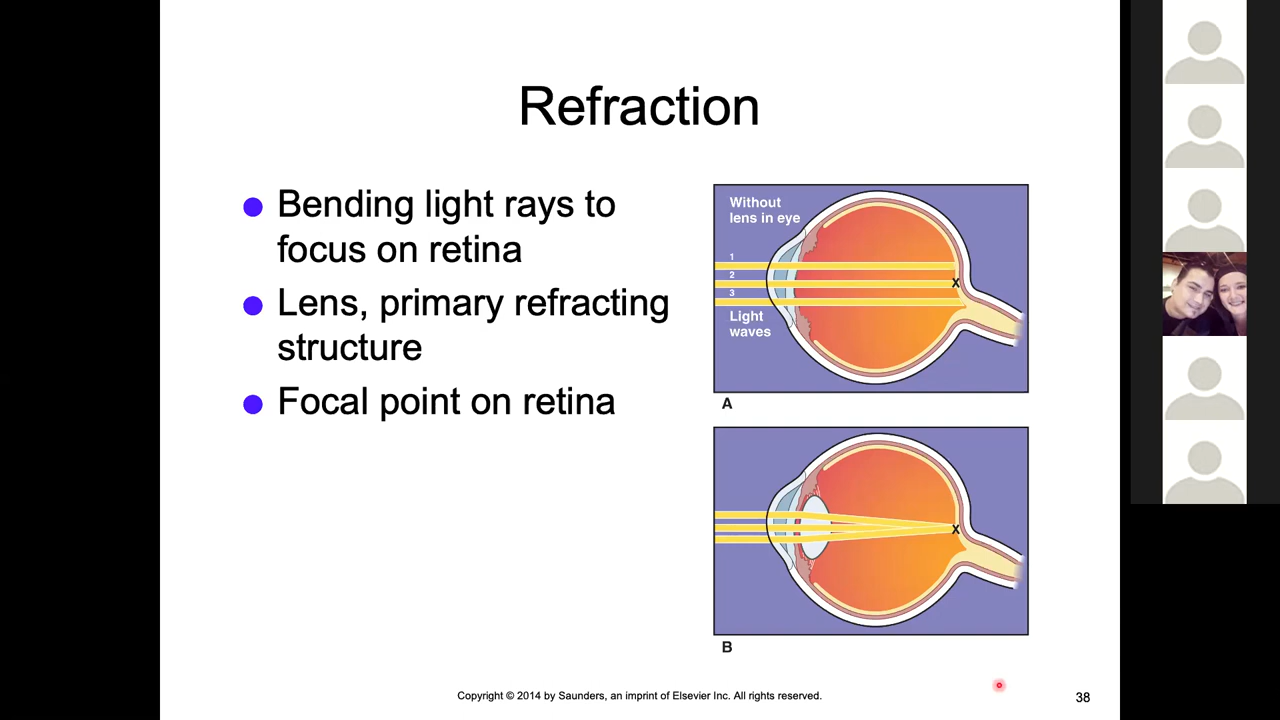 Refraction
Bending light rays to
focus on retina
Lens, primary refracting
structure
Focal point on retina
Without
lens in eye
1
2
3
X
Light
waves
A
X
B
Copyright © 2014 by Saunders, an imprint of Elsevier Inc. All rights reserved.
38